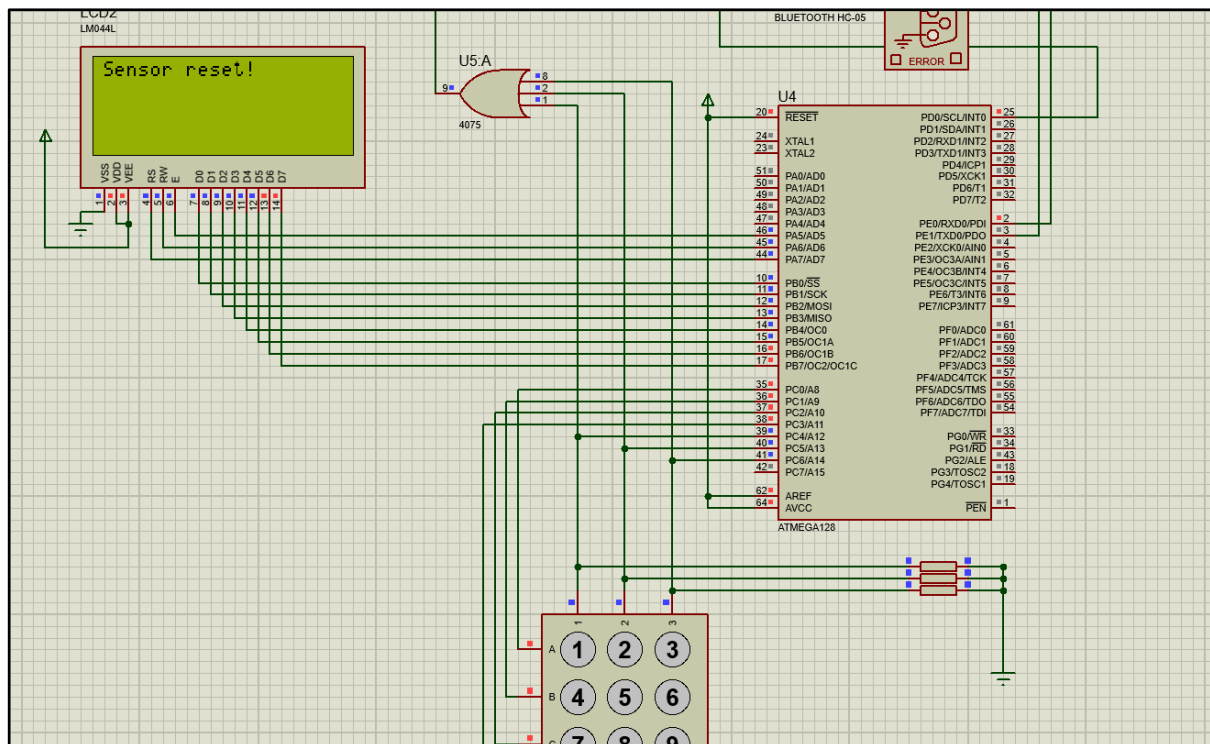 LCD2
LM044L
Sensor reset!
VSS
VDD
VEE
RS
RW
E
D0
D1
D2
D3
D4
D5
D6
D7
1
2
3
4
5
6
7
8
9
10
11
12
13
14
U5:A
9
8
2
1
4075
BLUETOOTH HC-05
ERROR
U4
20 RESET
24 XTAL1
23 XTAL2
51 PA0/AD0
50 PA1/AD1
49 PA2/AD2
48 PA3/AD3
47 PA4/AD4
46 PA5/AD5
45 PA6/AD6
44 PA7/AD7
10 PB0/SS
11 PB1/SCK
12 PB2/MOSI
13 PB3/MISO
14 PB4/OC0
15 PB5/OC1A
16 PB6/OC1B
17 PB7/OC2/OC1C
35 PC0/A8
36 PC1/A9
37 PC2/A10
38 PC3/A11
39 PC4/A12
40 PC5/A13
41 PC6/A14
42 PC7/A15
62 AREF
64 AVCC
PD0/SCL/INT0 25
PD1/SDA/INT1 26
PD2/RXD1/INT2 27
PD3/TXD1/INT3 28
PD4/ICP1 29
PD5/XCK1 30
PD6/T1 31
PD7/T2 32
PE0/RXD0/PDI 2
PE1/TXD0/PDO 3
PE2/XCK0/AIN0 4
PE3/OC3A/AIN1 5
PE4/OC3B/INT4 6
PE5/OC3C/INT5 7
PE6/T3/INT6 8
PE7/ICP3/INT7 9
PF0/ADC0 61
PF1/ADC1 60
PF2/ADC2 59
PF3/ADC3 58
PF4/ADC4/TCK 57
PF5/ADC5/TMS 56
PF6/ADC6/TDO 55
PF7/ADC7/TDI 54
PG0/WR 33
PG1/RD 34
PG2/ALE 43
PG3/TOSC2 18
PG4/TOSC1 19
PEN 1
ATMEGA128
1 2 3
A 1 2 3
B 4 5 6
C 7 8 9